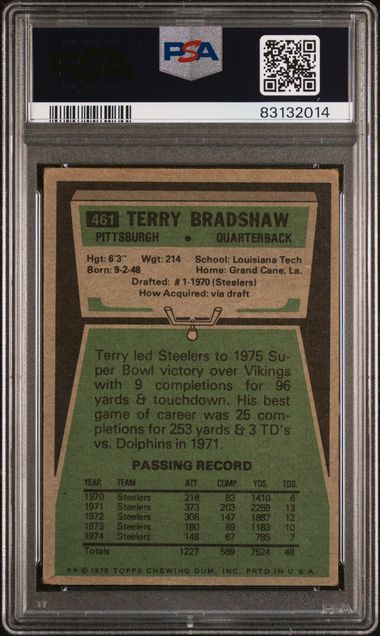 PSA
83132014
461 TERRY BRADSHAW
PITTSBURGH • QUARTERBACK
Hgt: 6'3" Wgt: 214 School: Louisiana Tech
Born: 9-2-48 Home: Grand Cane, La.
Drafted: #1-1970 (Steelers)
How Acquired: via draft
Terry led Steelers to 1975 Su-
per Bowl victory over Vikings
with 9 completions for 96
yards & touchdown. His best
game of career was 25 com-
pletions for 253 yards & 3 TD's
vs. Dolphins in 1971.
PASSING RECORD
YEAR TEAM ATT. COMP. YDS. TDS.
1970 Steelers 218 83 1410 6
1971 Steelers 373 203 2259 13
1972 Steelers 308 147 1887 12
1973 Steelers 180 89 1183 10
1974 Steelers 148 67 785 7
Totals 1227 589 7524 48
© 1975 TOPPS CHEWING GUM, INC. PRTD IN U.S.A.